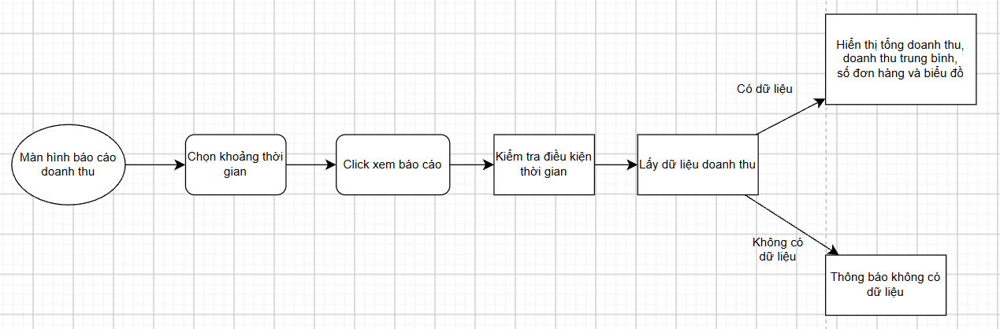 Màn hình báo cáo
doanh thu
Chọn khoảng thời
gian
Click xem báo cáo
Kiểm tra điều kiện
thời gian
Lấy dữ liệu doanh thu
Có dữ liệu
Hiển thị tổng doanh thu,
doanh thu trung bình,
số đơn hàng và biểu đồ
Không có
dữ liệu
Thông báo không có
dữ liệu